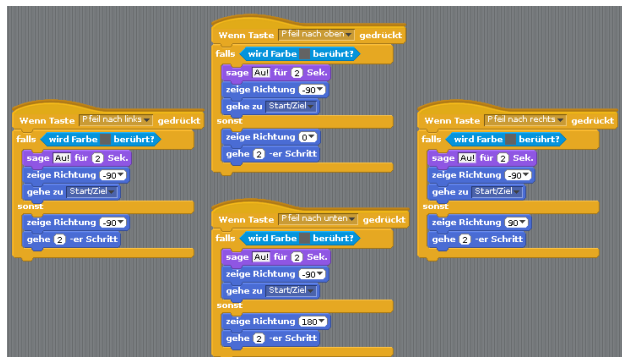 Wenn Taste Pfeil nach oben gedrückt
falls wird Farbe berührt?
sage Au! für 2 Sek.
zeige Richtung -90
gehe zu Start/Ziel
sonst
zeige Richtung 0
gehe 2 -er Schritt
Wenn Taste Pfeil nach links gedrückt
falls wird Farbe berührt?
sage Au! für 2 Sek.
zeige Richtung -90
gehe zu Start/Ziel
sonst
zeige Richtung -90
gehe 2 -er Schritt
Wenn Taste Pfeil nach rechts gedrückt
falls wird Farbe berührt?
sage Au! für 2 Sek.
zeige Richtung -90
gehe zu Start/Ziel
sonst
zeige Richtung 90
gehe 2 -er Schritt
Wenn Taste Pfeil nach unten gedrückt
falls wird Farbe berührt?
sage Au! für 2 Sek.
zeige Richtung -90
gehe zu Start/Ziel
sonst
zeige Richtung 180
gehe 2 -er Schritt